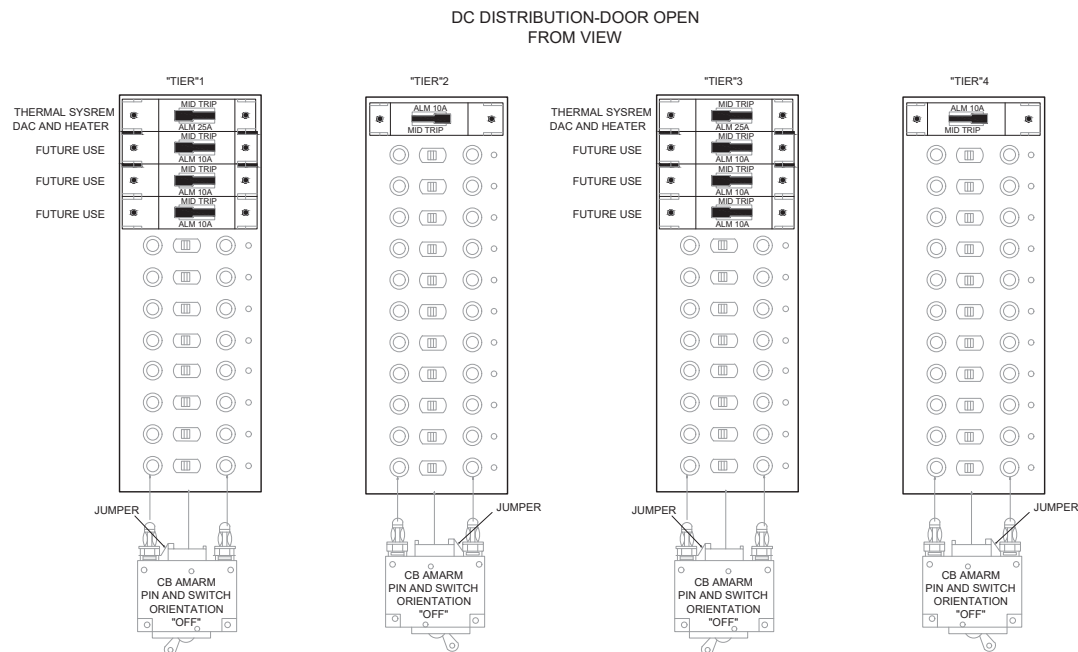 DC DISTRIBUTION-DOOR OPEN
FROM VIEW
"TIER"1
THERMAL SYSREM
DAC AND HEATER
FUTURE USE
FUTURE USE
FUTURE USE
MID TRIP
ALM 25A
MID TRIP
ALM 10A
MID TRIP
ALM 10A
MID TRIP
ALM 10A
JUMPER
CB AMARM
PIN AND SWITCH
ORIENTATION
"OFF"
"TIER"2
ALM 10A
MID TRIP
JUMPER
CB AMARM
PIN AND SWITCH
ORIENTATION
"OFF"
"TIER"3
THERMAL SYSREM
DAC AND HEATER
FUTURE USE
FUTURE USE
FUTURE USE
MID TRIP
ALM 25A
MID TRIP
ALM 10A
MID TRIP
ALM 10A
MID TRIP
ALM 10A
JUMPER
CB AMARM
PIN AND SWITCH
ORIENTATION
"OFF"
"TIER"4
ALM 10A
MID TRIP
JUMPER
CB AMARM
PIN AND SWITCH
ORIENTATION
"OFF"